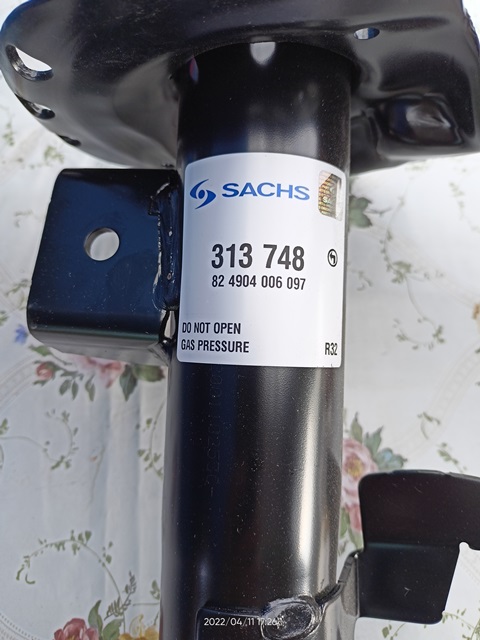 SACHS
313 748
82 4904 006 097
DO NOT OPEN
GAS PRESSURE R32
2022/04/11 17:26